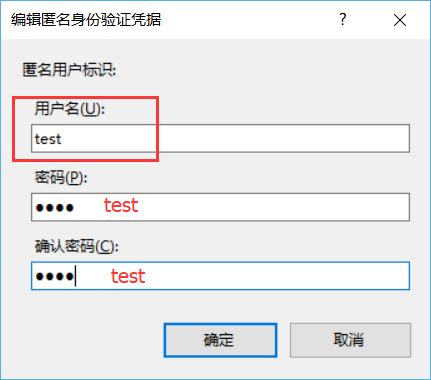 编辑匿名身份验证凭据
?
匿名用户标识:
用户名(U):
test
密码(P):
●●●● test
确认密码(C):
●●●● test
确定 取消